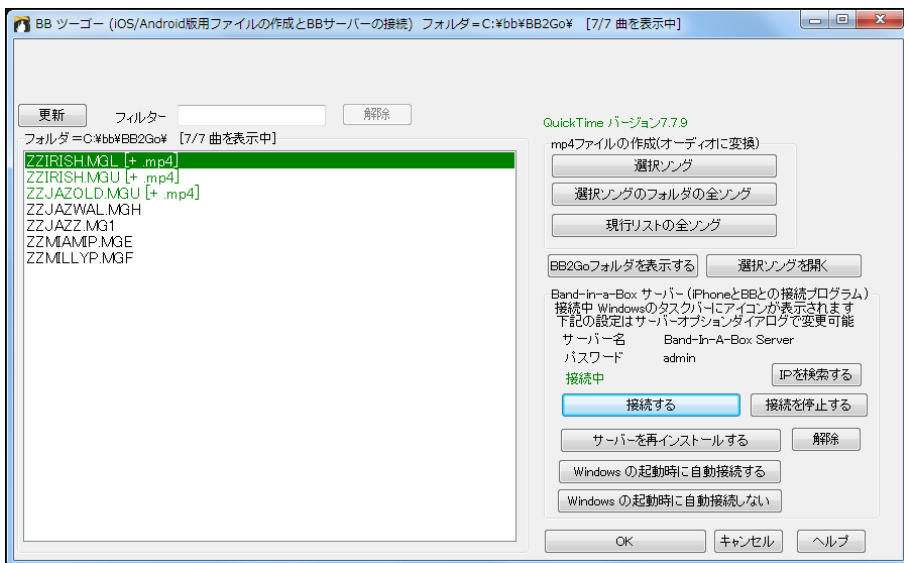 BB ツーゴー (iOS/Android版用ファイルの作成とBBサーバーの接続) フォルダ=C:¥bb¥BB2Go¥ [7/7 曲を表示中]
更新
フィルター
解除
フォルダ=C:¥bb¥BB2Go¥ [7/7 曲を表示中]
ZZIRISH.MGL [+ .mp4]
ZZIRISH.MGU [+ .mp4]
ZZJAZOLD.MGU [+ .mp4]
ZZJAZWAL.MGH
ZZJAZZ.MG1
ZZMIAMIP.MGE
ZZMILLYP.MGF
QuickTime バージョン7.7.9
mp4ファイルの作成(オーディオに変換)
選択ソング
選択ソングのフォルダの全ソング
現行リストの全ソング
BB2Goフォルダを表示する
選択ソングを開く
Band-in-a-Box サーバー (iPhoneとBBとの接続プログラム)
接続中 Windowsのタスクバーにアイコンが表示されます
下記の設定はサーバーオプションダイアログで変更可能
サーバー名 Band-In-A-Box Server
パスワード admin
接続中
IPを検索する
接続する
接続を停止する
サーバーを再インストールする
解除
Windows の起動時に自動接続する
Windows の起動時に自動接続しない
OK
キャンセル
ヘルプ